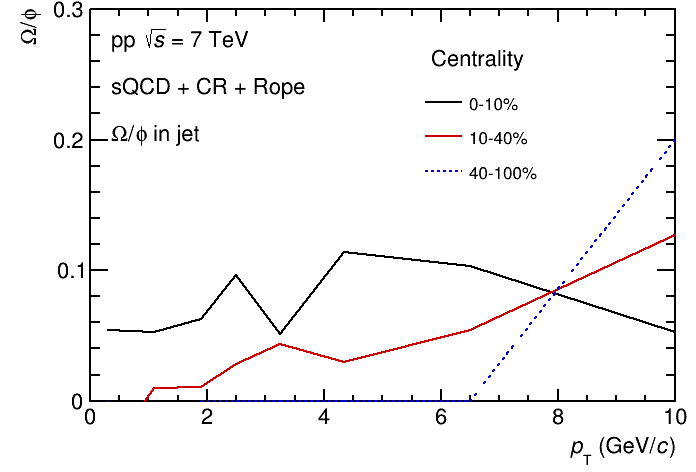 Ω/ϕ
0.3
0.2
0.1
0
pp √s = 7 TeV
sQCD + CR + Rope
Ω/ϕ in jet
Centrality
0-10%
10-40%
40-100%
0 2 4 6 8 10
p_T (GeV/c)